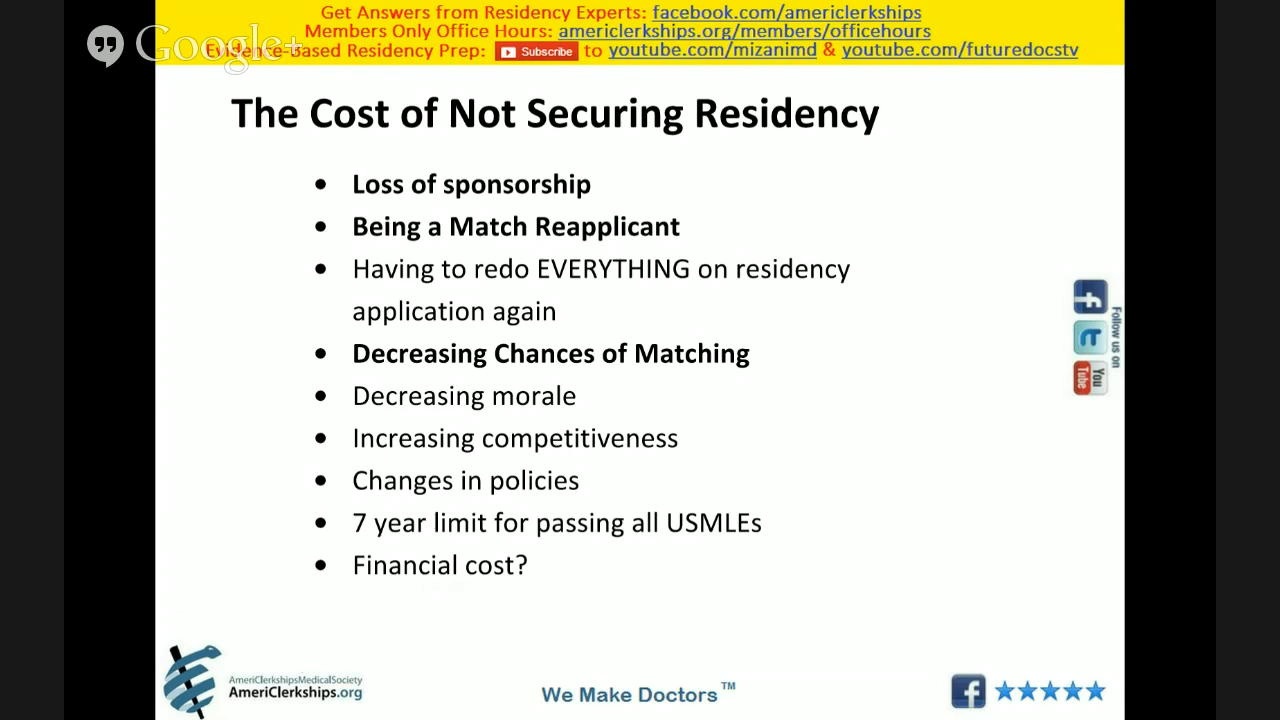 Get Answers from Residency Experts: facebook.com/americlerkships
Members Only Office Hours: americlerkships.org/members/officehours
Google+
Evidence-Based Residency Prep: Subscribe to youtube.com/mizanimd & youtube.com/futuredocstv
The Cost of Not Securing Residency
• Loss of sponsorship
• Being a Match Reapplicant
• Having to redo EVERYTHING on residency
application again
• Decreasing Chances of Matching
• Decreasing morale
• Increasing competitiveness
• Changes in policies
• 7 year limit for passing all USMLEs
• Financial cost?
Follow us on
You
Tube
AmeriClerkshipsMedicalSociety
AmeriClerkships.org
We Make Doctors™